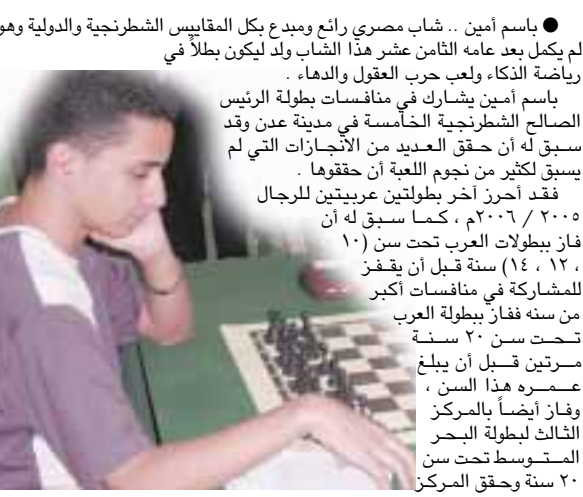 ● باسم أمين .. شاب مصري رائع ومبدع بكل المقاييس الشطرنجية والدولية وهو
لم يكمل بعد عامه الثامن عشر هذا الشاب ولد ليكون بطلاً في
رياضة الذكاء ولعب حرب العقول والدهاء .
باسم أمين يشارك في منافسات بطولة الرئيس
الصالح الشطرنجية الخامسة في مدينة عدن وقد
سبق له أن حقق العديد من الانجازات التي لم
يسبق لكثير من نجوم اللعبة أن حققوها .
فقد أحرز آخر بطولتين عربيتين للرجال
٢٠٠٥ / ٢٠٠٦م ، كما سبق له أن
فاز ببطولات العرب تحت سن (١٠
، ١٢ ، ١٤) سنة قبل أن يقفز
للمشاركة في منافسات أكبر
من سنه ففاز ببطولة العرب
تحت سن ٢٠ سنة
مرتين قبل أن يبلغ
عمره هذا السن ،
وفاز أيضاً بالمركز
الثالث لبطولة البحر
المتوسط تحت سن
٢٠ سنة وحقق المركز